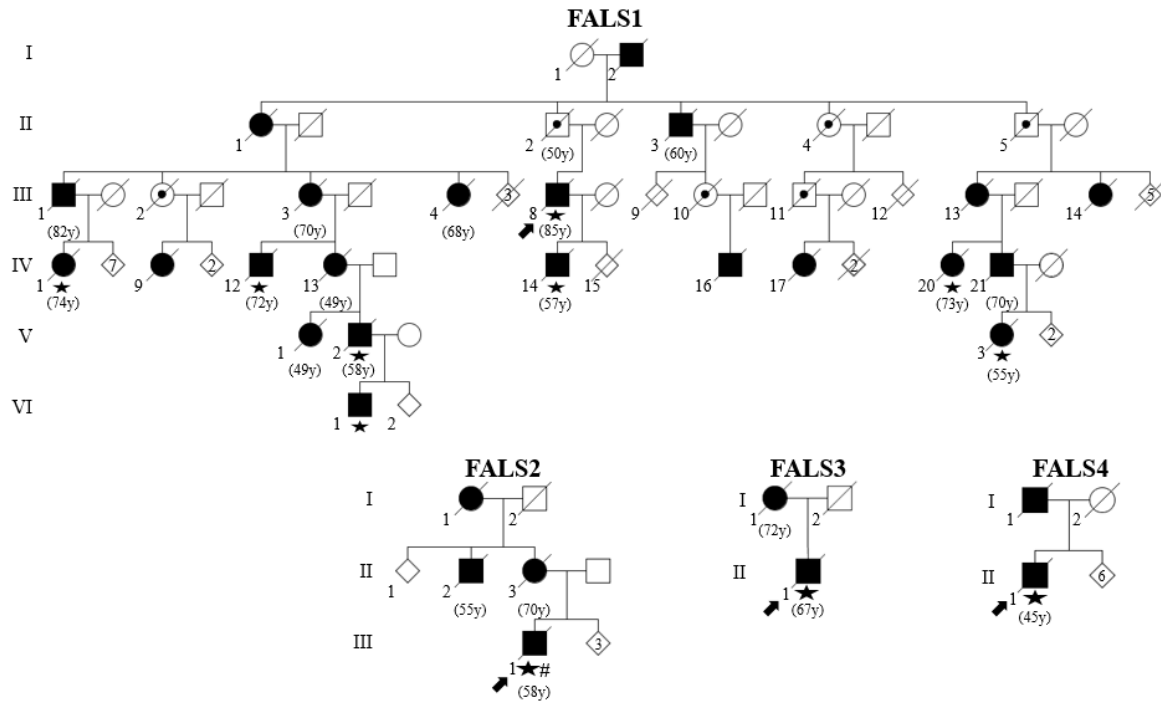 FALS1
I
1 2
II
1 2 3 4 5
(50y) (60y)
III
1 2 3 4 3 8 9 10 11 12 13 14 5
(82y) (70y) (68y) (85y)
IV
1 7 9 2 12 13 14 15 16 17 2 20 21
(74y) (72y) (49y) (57y) (73y) (70y)
V
1 2 3 2
(49y) (58y) (55y)
VI
1 2
FALS2 FALS3 FALS4
I I I
1 2 1 2 1 2
(72y)
II II II
1 2 3 1 1 6
(55y) (70y) (67y) (45y)
III
1 # 3
(58y)